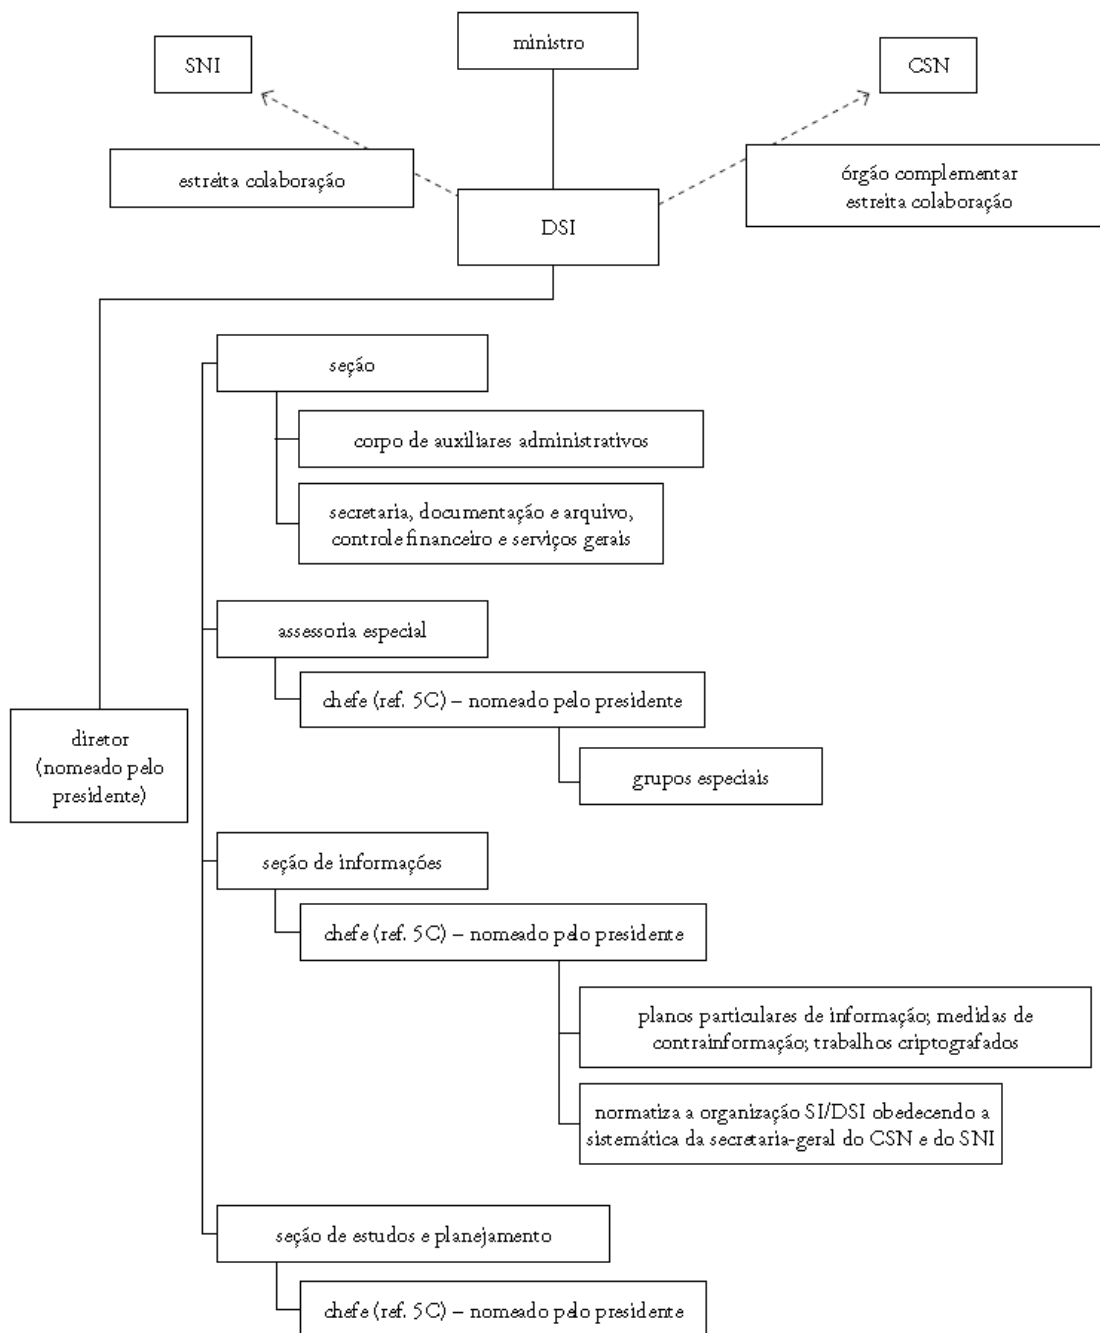 ministro
SNI
CSN
estreita colaboração
órgão complementar
estreita colaboração
DSI
seção
corpo de auxiliares administrativos
secretaria, documentação e arquivo,
controle financeiro e serviços gerais
assessoria especial
chefe (ref. 5C) – nomeado pelo presidente
diretor
(nomeado pelo
presidente)
grupos especiais
seção de informações
chefe (ref. 5C) – nomeado pelo presidente
planos particulares de informação; medidas de
contrainformação; trabalhos criptografados
normatiza a organização SI/DSI obedecendo a
sistemática da secretaria-geral do CSN e do SNI
seção de estudos e planejamento
chefe (ref. 5C) – nomeado pelo presidente